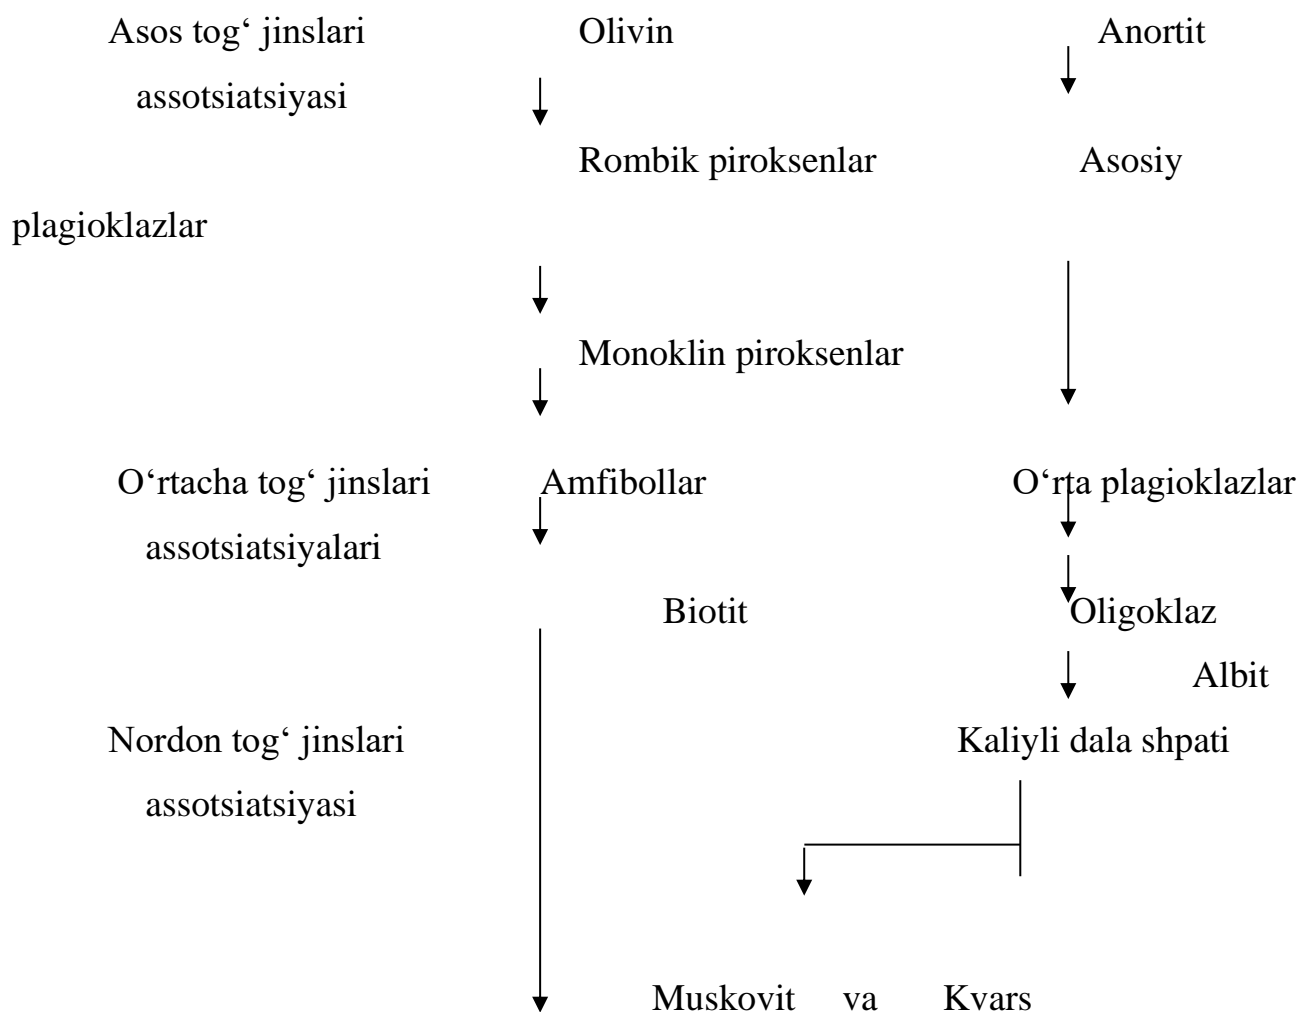 Asos tog‘ jinslari Olivin Anortit
assotsiatsiyasi
Rombik piroksenlar Asosiy
plagioklazlar
Monoklin piroksenlar
O‘rtacha tog‘ jinslari Amfibollar O‘rta plagioklazlar
assotsiatsiyalari
Biotit Oligoklaz
Albit
Nordon tog‘ jinslari Kaliyli dala shpati
assotsiatsiyasi
Muskovit va Kvars